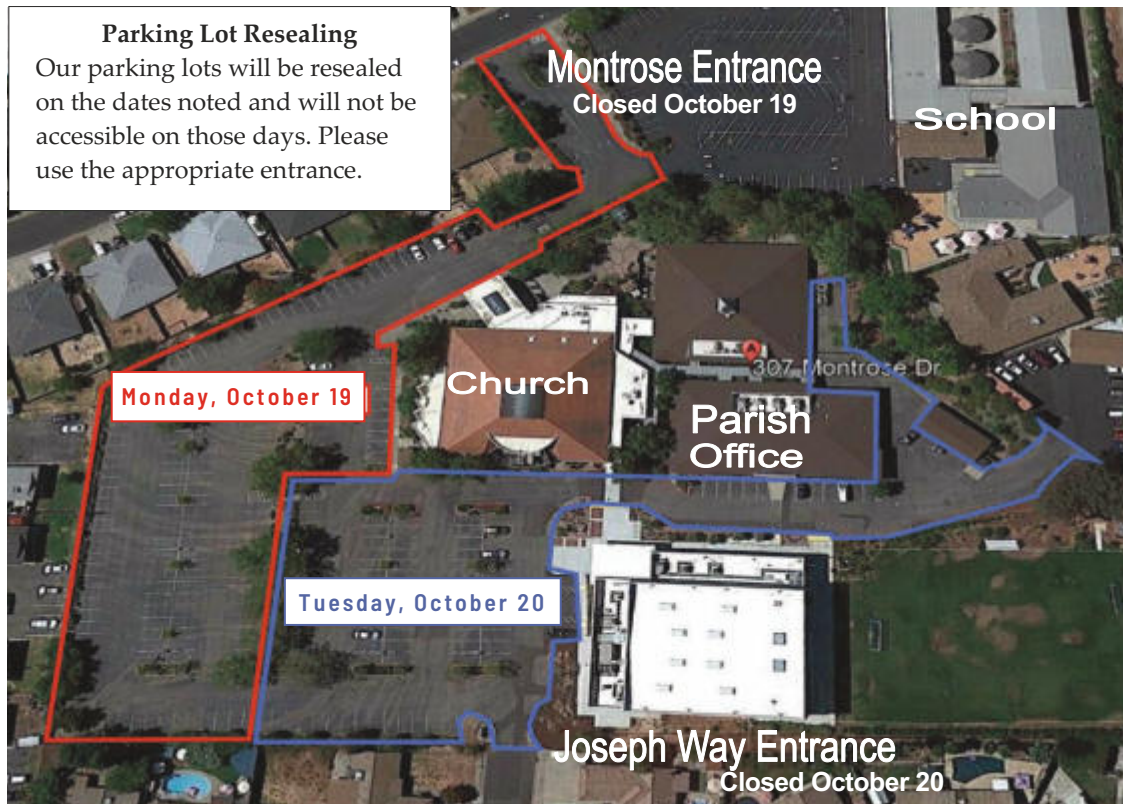 Parking Lot Resealing
Our parking lots will be resealed
on the dates noted and will not be
accessible on those days. Please
use the appropriate entrance.
Montrose Entrance
Closed October 19
School
Monday, October 19
Church
A
307 Montrose Dr
Parish
Office
Tuesday, October 20
Joseph Way Entrance
Closed October 20